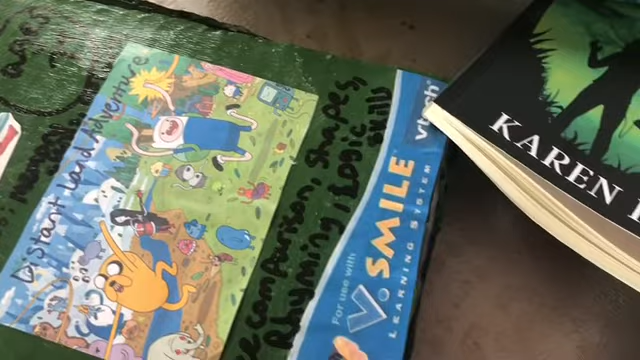 Distant Land Adventure
comparison, shapes,
Rhyming, Logic
skills
For use with
V.SMILE
LEARNING SYSTEM
vtech
KAREN